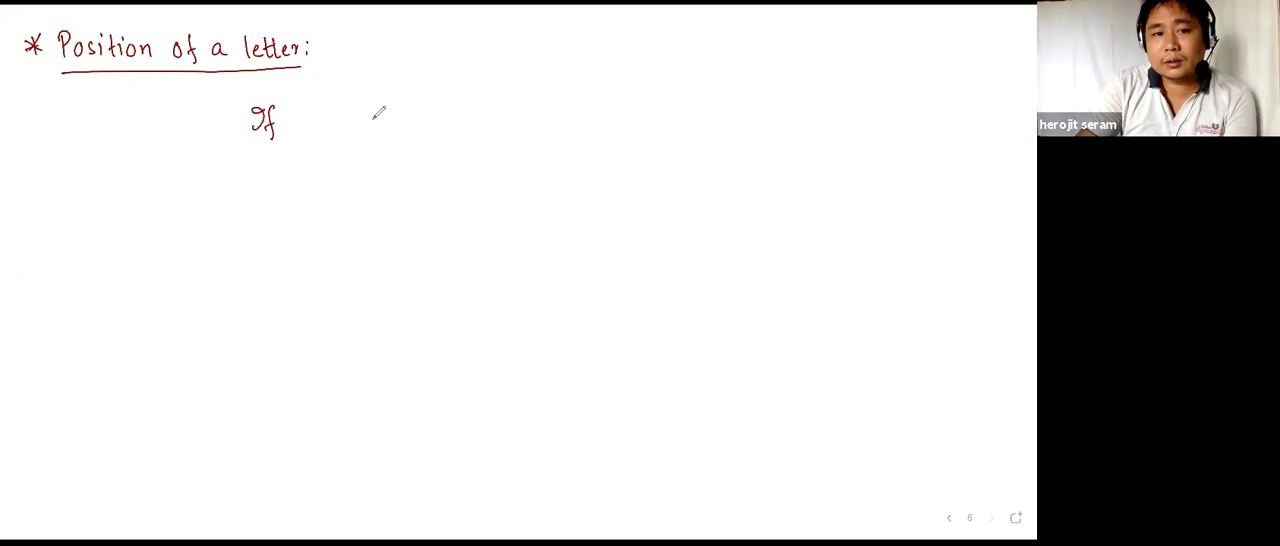 * Position of a letter:
If
herojit seram
6